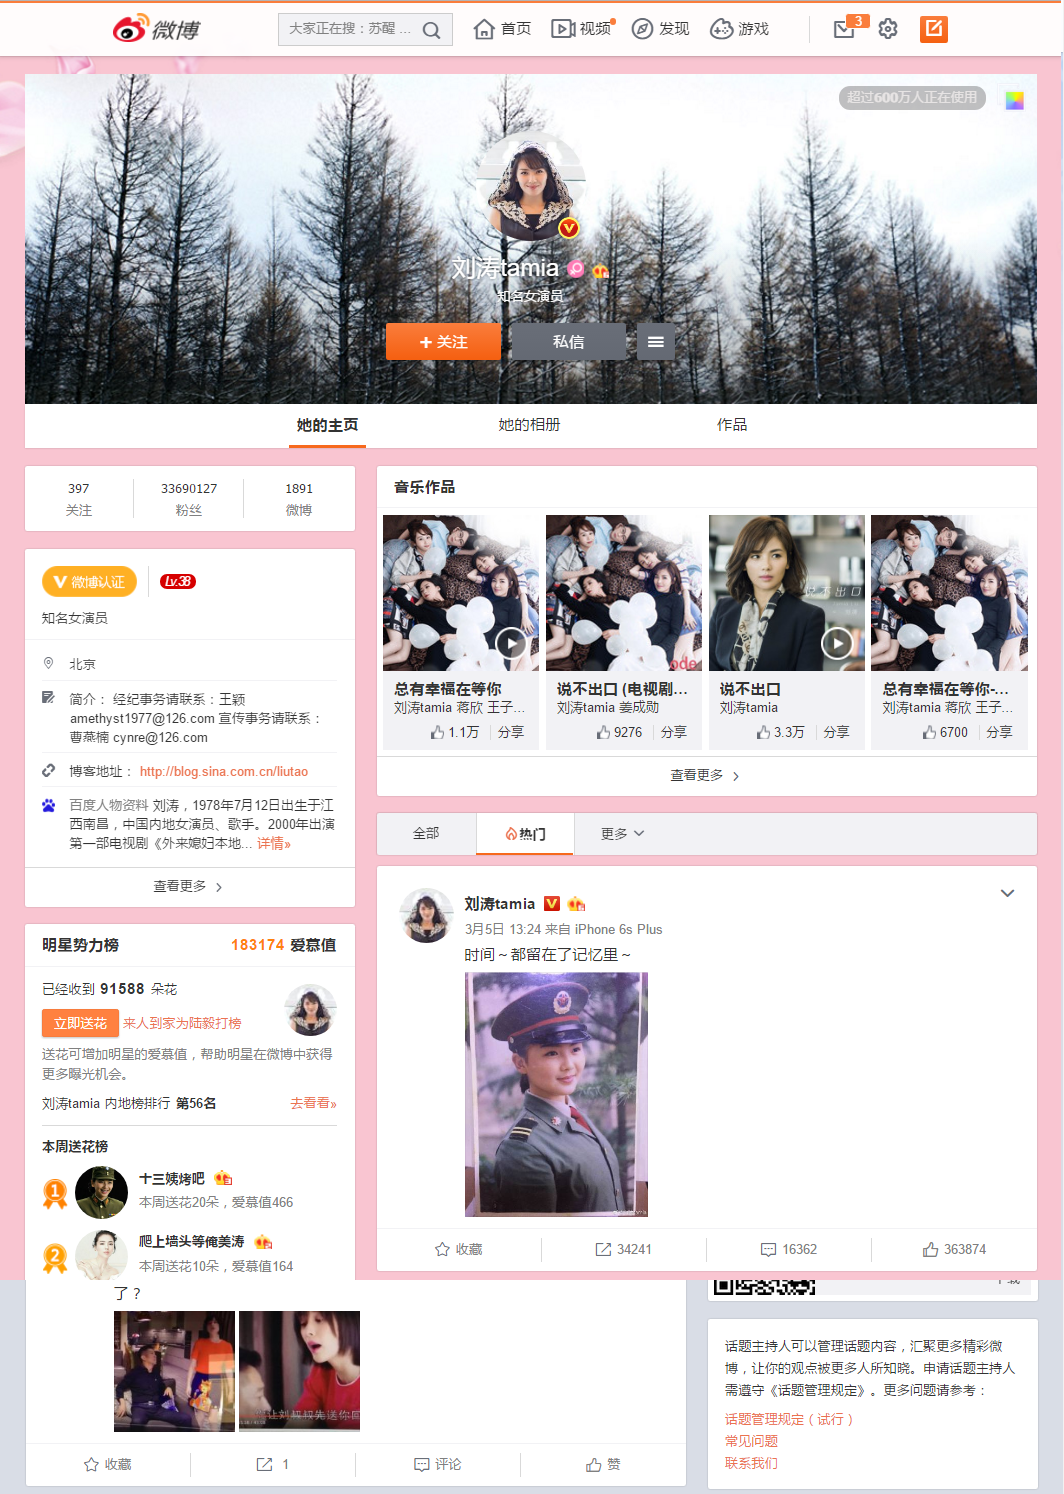 微博
大家正在搜：苏醒 ...
首页
视频
发现
游戏
3
超过600万人正在使用
刘涛tamia
知名女演员
+ 关注
私信
她的主页
她的相册
作品
397
关注
33690127
粉丝
1891
微博
微博认证
Lv.38
知名女演员
北京
简介： 经纪事务请联系：王颖
amethyst1977@126.com 宣传事务请联系：
曹蕊楠 cynre@126.com
博客地址： http://blog.sina.com.cn/liutao
百度人物资料 刘涛，1978年7月12日出生于江
西南昌，中国内地女演员、歌手。2000年出演
第一部电视剧《外来媳妇本地... 详情»
查看更多
明星势力榜
183174 爱慕值
已经收到 91588 朵花
立即送花 来人到家为陆毅打榜
送花可增加明星的爱慕值，帮助明星在微博中获得
更多曝光机会。
刘涛tamia 内地榜排行 第56名
去看看»
本周送花榜
1
十三姨烤吧
本周送花20朵，爱慕值466
2
爬上墙头等俺美涛
本周送花10朵，爱慕值164
音乐作品
说不出口
ode
总有幸福在等你
刘涛tamia 蒋欣 王子...
1.1万
分享
说不出口 (电视剧...
刘涛tamia 姜成勋
9276
分享
说不出口
刘涛tamia
3.3万
分享
总有幸福在等你-...
刘涛tamia 蒋欣 王子...
6700
分享
查看更多
全部
热门
更多
刘涛tamia
3月5日 13:24 来自 iPhone 6s Plus
时间～都留在了记忆里～
收藏
34241
16362
363874
了？
让刘叔叔先送你回
收藏
1
评论
赞
下载
话题主持人可以管理话题内容，汇聚更多精彩微
博，让你的观点被更多人所知晓。申请话题主持人
需遵守《话题管理规定》。更多问题请参考：
话题管理规定（试行）
常见问题
联系我们